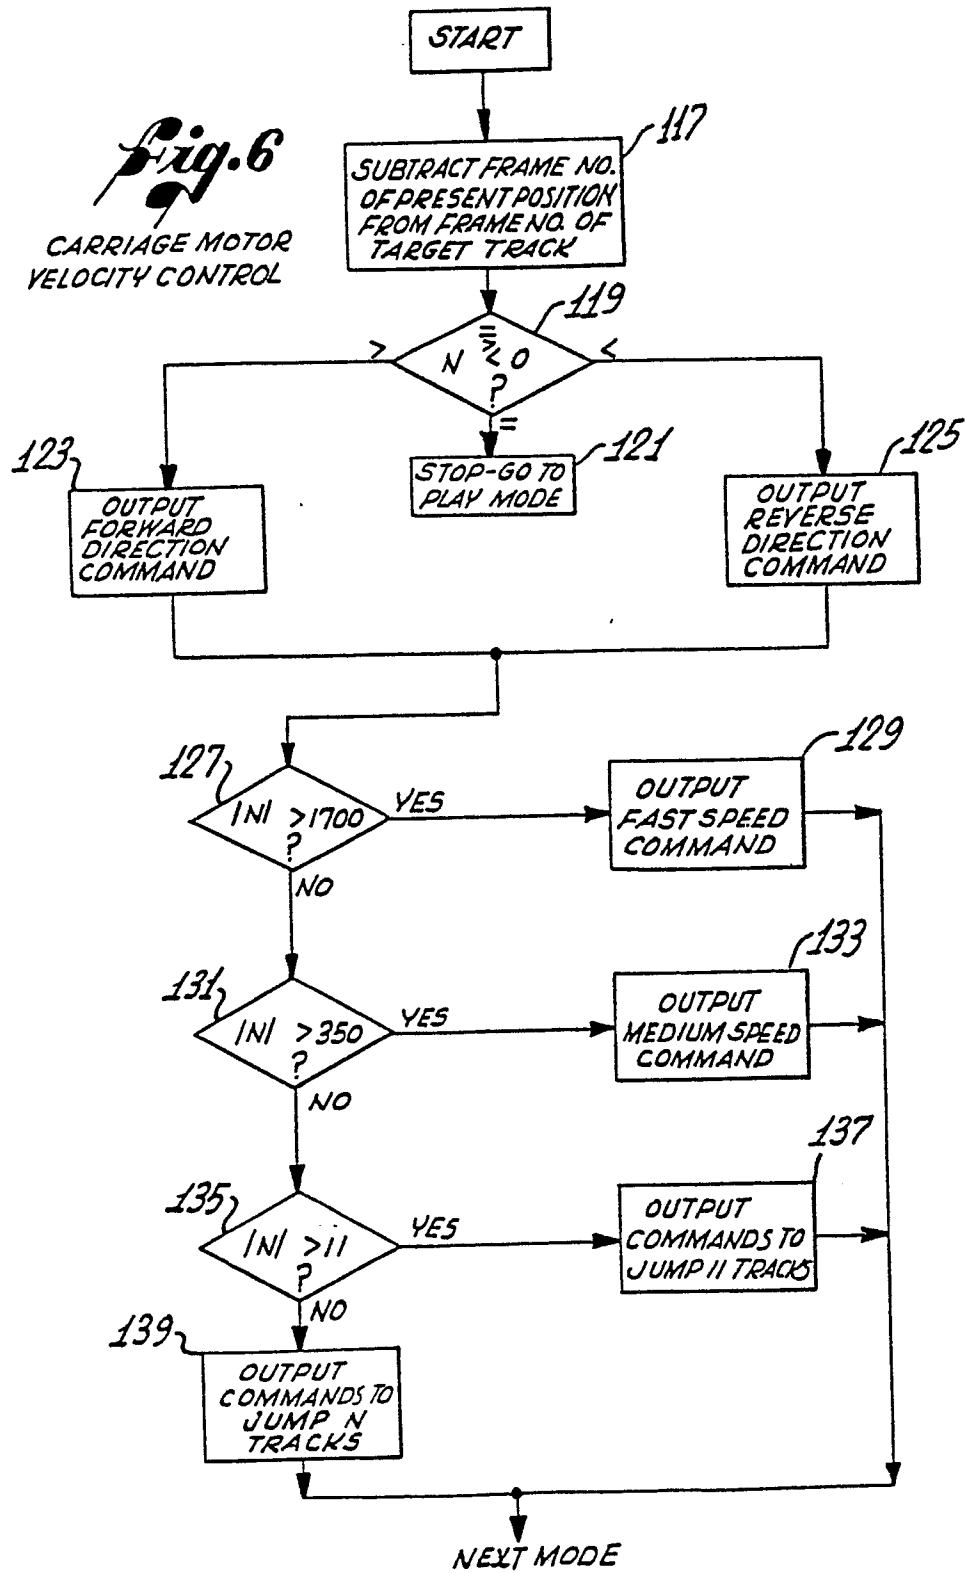 START
117
Fig. 6
CARRIAGE MOTOR
VELOCITY CONTROL
SUBTRACT FRAME NO.
OF PRESENT POSITION
FROM FRAME NO. OF
TARGET TRACK
119
=
>
N < 0
?
>
<
=
123
OUTPUT
FORWARD
DIRECTION
COMMAND
121
STOP-GO TO
PLAY MODE
125
OUTPUT
REVERSE
DIRECTION
COMMAND
127
|N| >1700
?
YES
NO
129
OUTPUT
FAST SPEED
COMMAND
131
|N| >350
?
YES
NO
133
OUTPUT
MEDIUM SPEED
COMMAND
135
|N| >11
?
YES
NO
137
OUTPUT
COMMANDS TO
JUMP 11 TRACKS
139
OUTPUT
COMMANDS TO
JUMP N
TRACKS
NEXT MODE